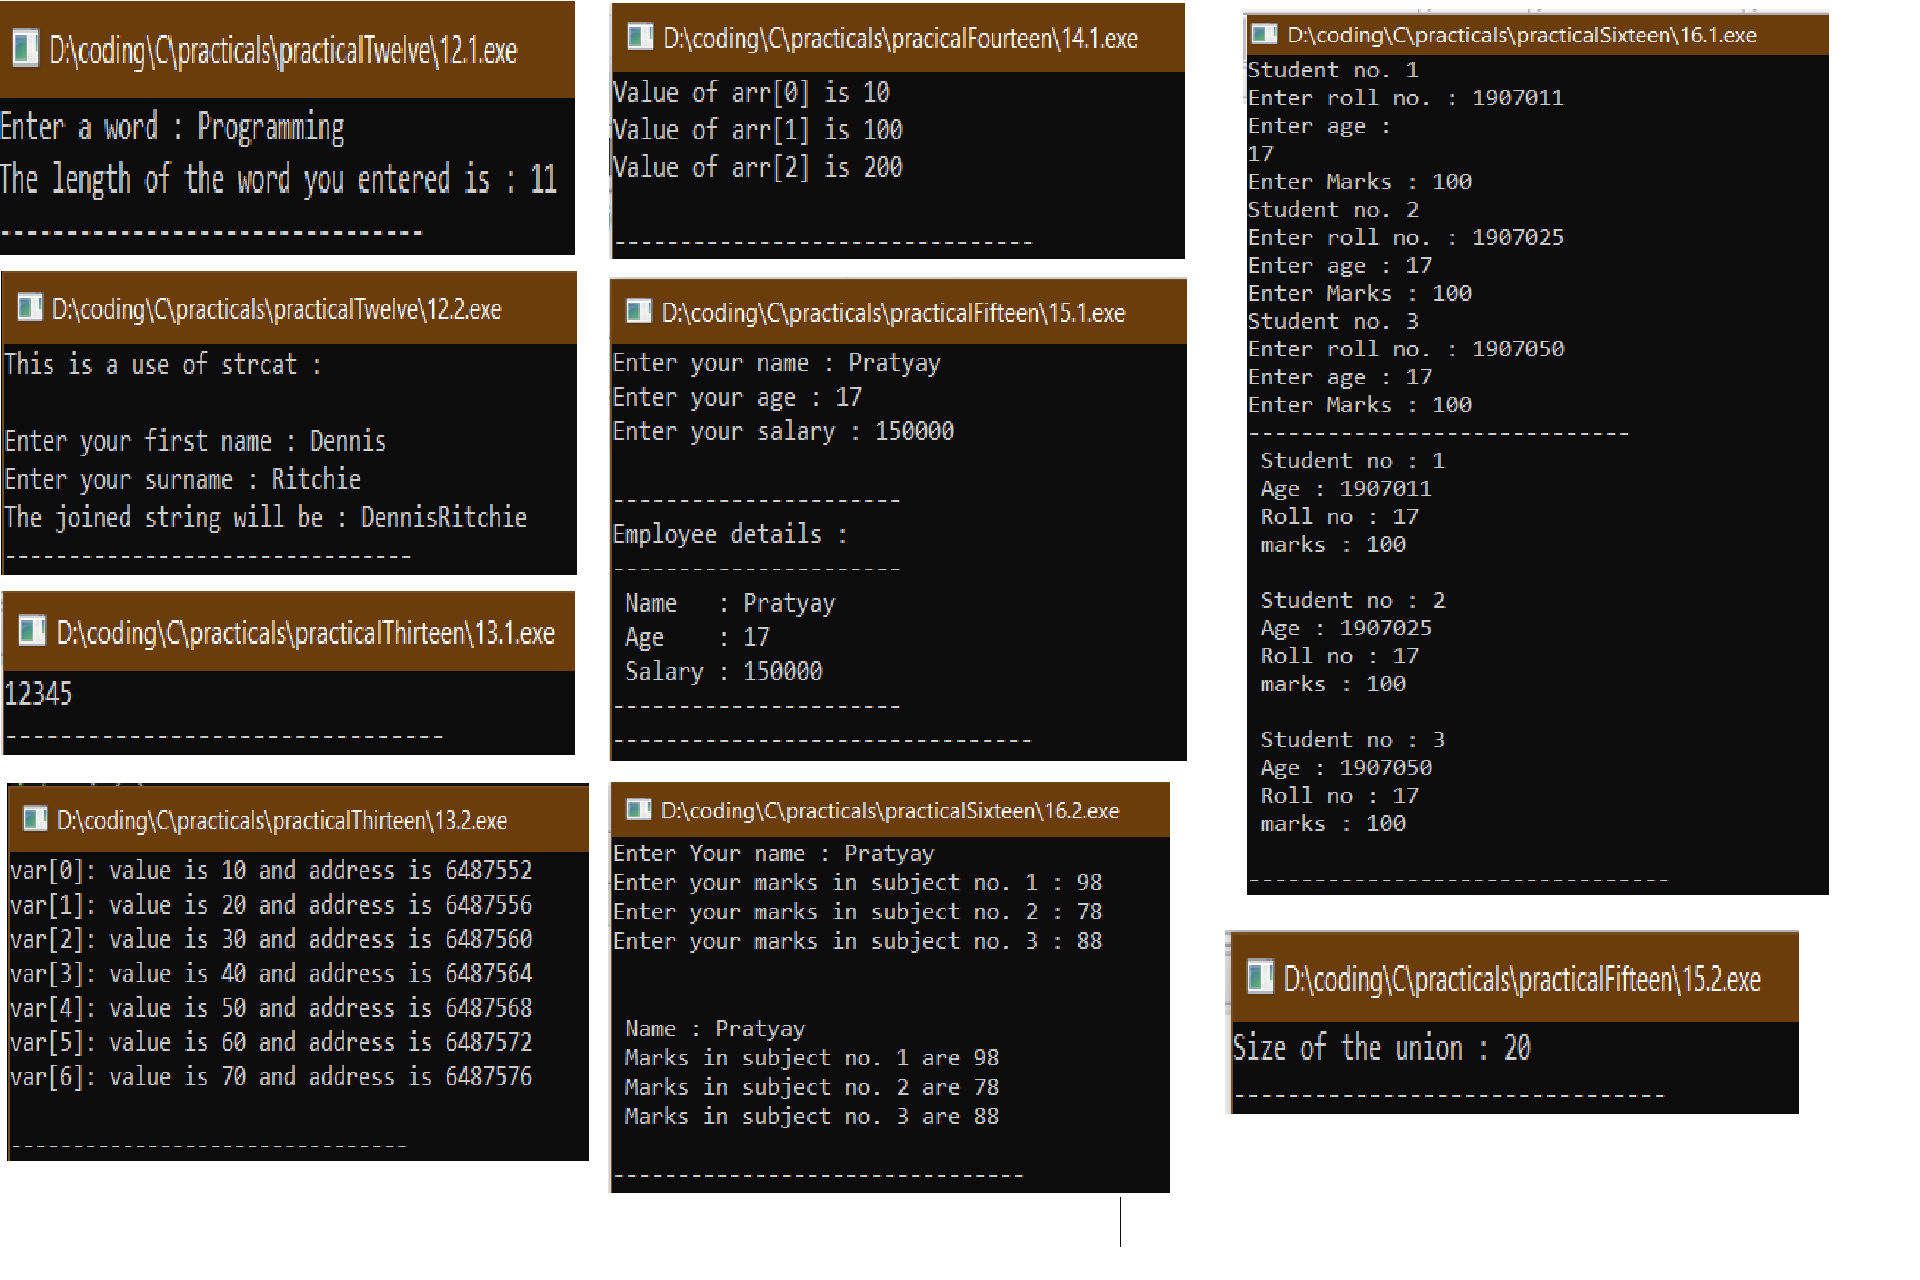 D:\coding\C\practicals\practicalTwelve\12.1.exe
Enter a word : Programming
The length of the word you entered is : 11
--------------------------------
D:\coding\C\practicals\practicalTwelve\12.2.exe
This is a use of strcat :
Enter your first name : Dennis
Enter your surname : Ritchie
The joined string will be : DennisRitchie
--------------------------------
D:\coding\C\practicals\practicalThirteen\13.1.exe
12345
--------------------------------
D:\coding\C\practicals\practicalThirteen\13.2.exe
var[0]: value is 10 and address is 6487552
var[1]: value is 20 and address is 6487556
var[2]: value is 30 and address is 6487560
var[3]: value is 40 and address is 6487564
var[4]: value is 50 and address is 6487568
var[5]: value is 60 and address is 6487572
var[6]: value is 70 and address is 6487576
--------------------------------
D:\coding\C\practicals\pracicalFourteen\14.1.exe
Value of arr[0] is 10
Value of arr[1] is 100
Value of arr[2] is 200
--------------------------------
D:\coding\C\practicals\practicalFifteen\15.1.exe
Enter your name : Pratyay
Enter your age : 17
Enter your salary : 150000
----------------------
Employee details :
----------------------
Name   : Pratyay
Age    : 17
Salary : 150000
----------------------
--------------------------------
D:\coding\C\practicals\practicalSixteen\16.2.exe
Enter Your name : Pratyay
Enter your marks in subject no. 1 : 98
Enter your marks in subject no. 2 : 78
Enter your marks in subject no. 3 : 88
Name : Pratyay
Marks in subject no. 1 are 98
Marks in subject no. 2 are 78
Marks in subject no. 3 are 88
--------------------------------
D:\coding\C\practicals\practicalSixteen\16.1.exe
Student no. 1
Enter roll no. : 1907011
Enter age :
17
Enter Marks : 100
Student no. 2
Enter roll no. : 1907025
Enter age : 17
Enter Marks : 100
Student no. 3
Enter roll no. : 1907050
Enter age : 17
Enter Marks : 100
-----------------------------
Student no : 1
Age : 1907011
Roll no : 17
marks : 100
Student no : 2
Age : 1907025
Roll no : 17
marks : 100
Student no : 3
Age : 1907050
Roll no : 17
marks : 100
--------------------------------
D:\coding\C\practicals\practicalFifteen\15.2.exe
Size of the union : 20
--------------------------------